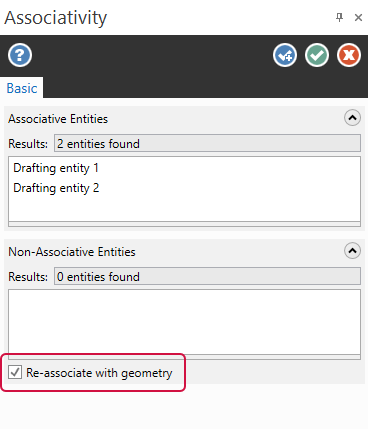 Associativity
Basic
Associative Entities
Results: 2 entities found
Drafting entity 1
Drafting entity 2
Non-Associative Entities
Results: 0 entities found
Re-associate with geometry